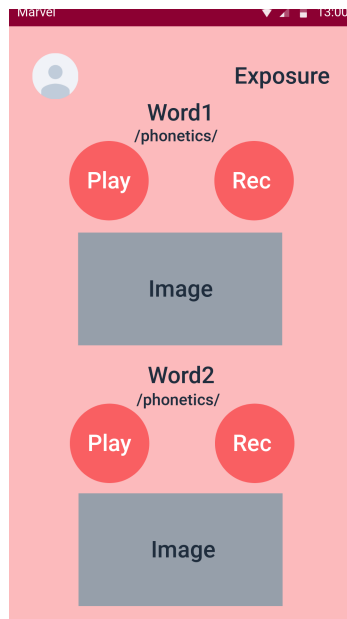 Marvel 13:00
Exposure
Word1
/phonetics/
Play Rec
Image
Word2
/phonetics/
Play Rec
Image